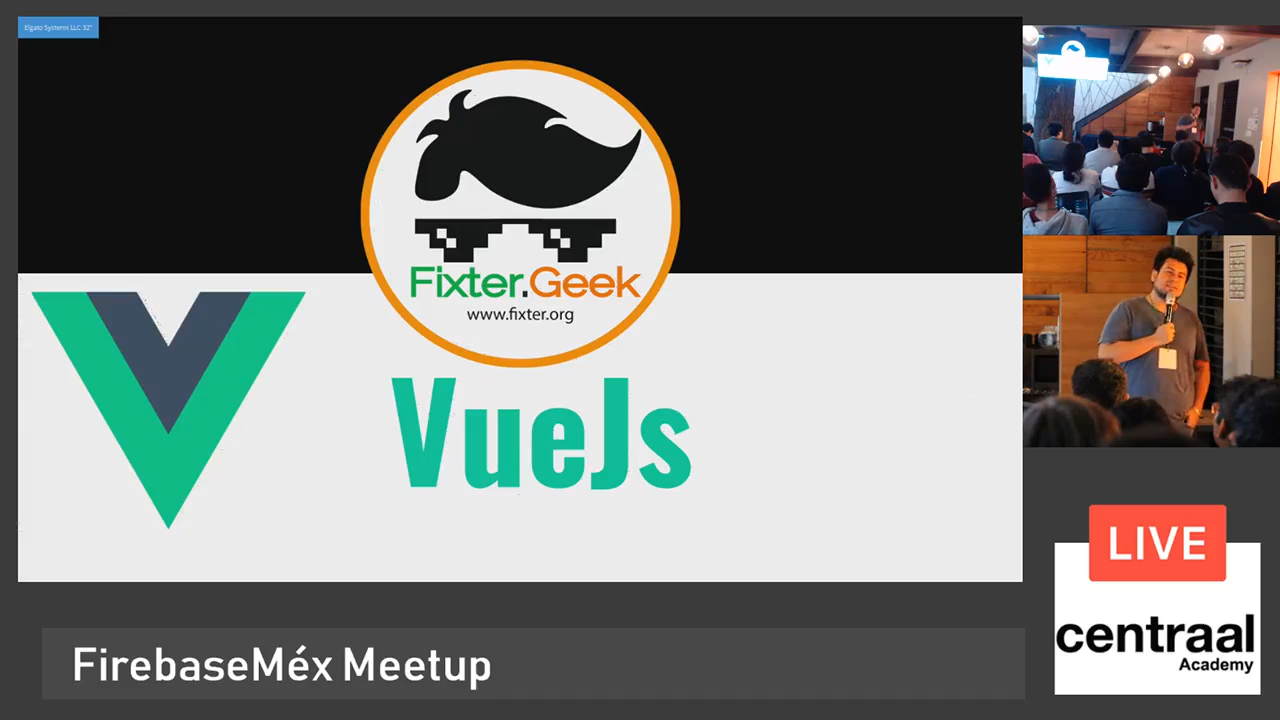 Elgato Systems LLC 32"
Fixter.Geek
www.fixter.org
VueJs
LIVE
centraal
Academy
FirebaseMéx Meetup